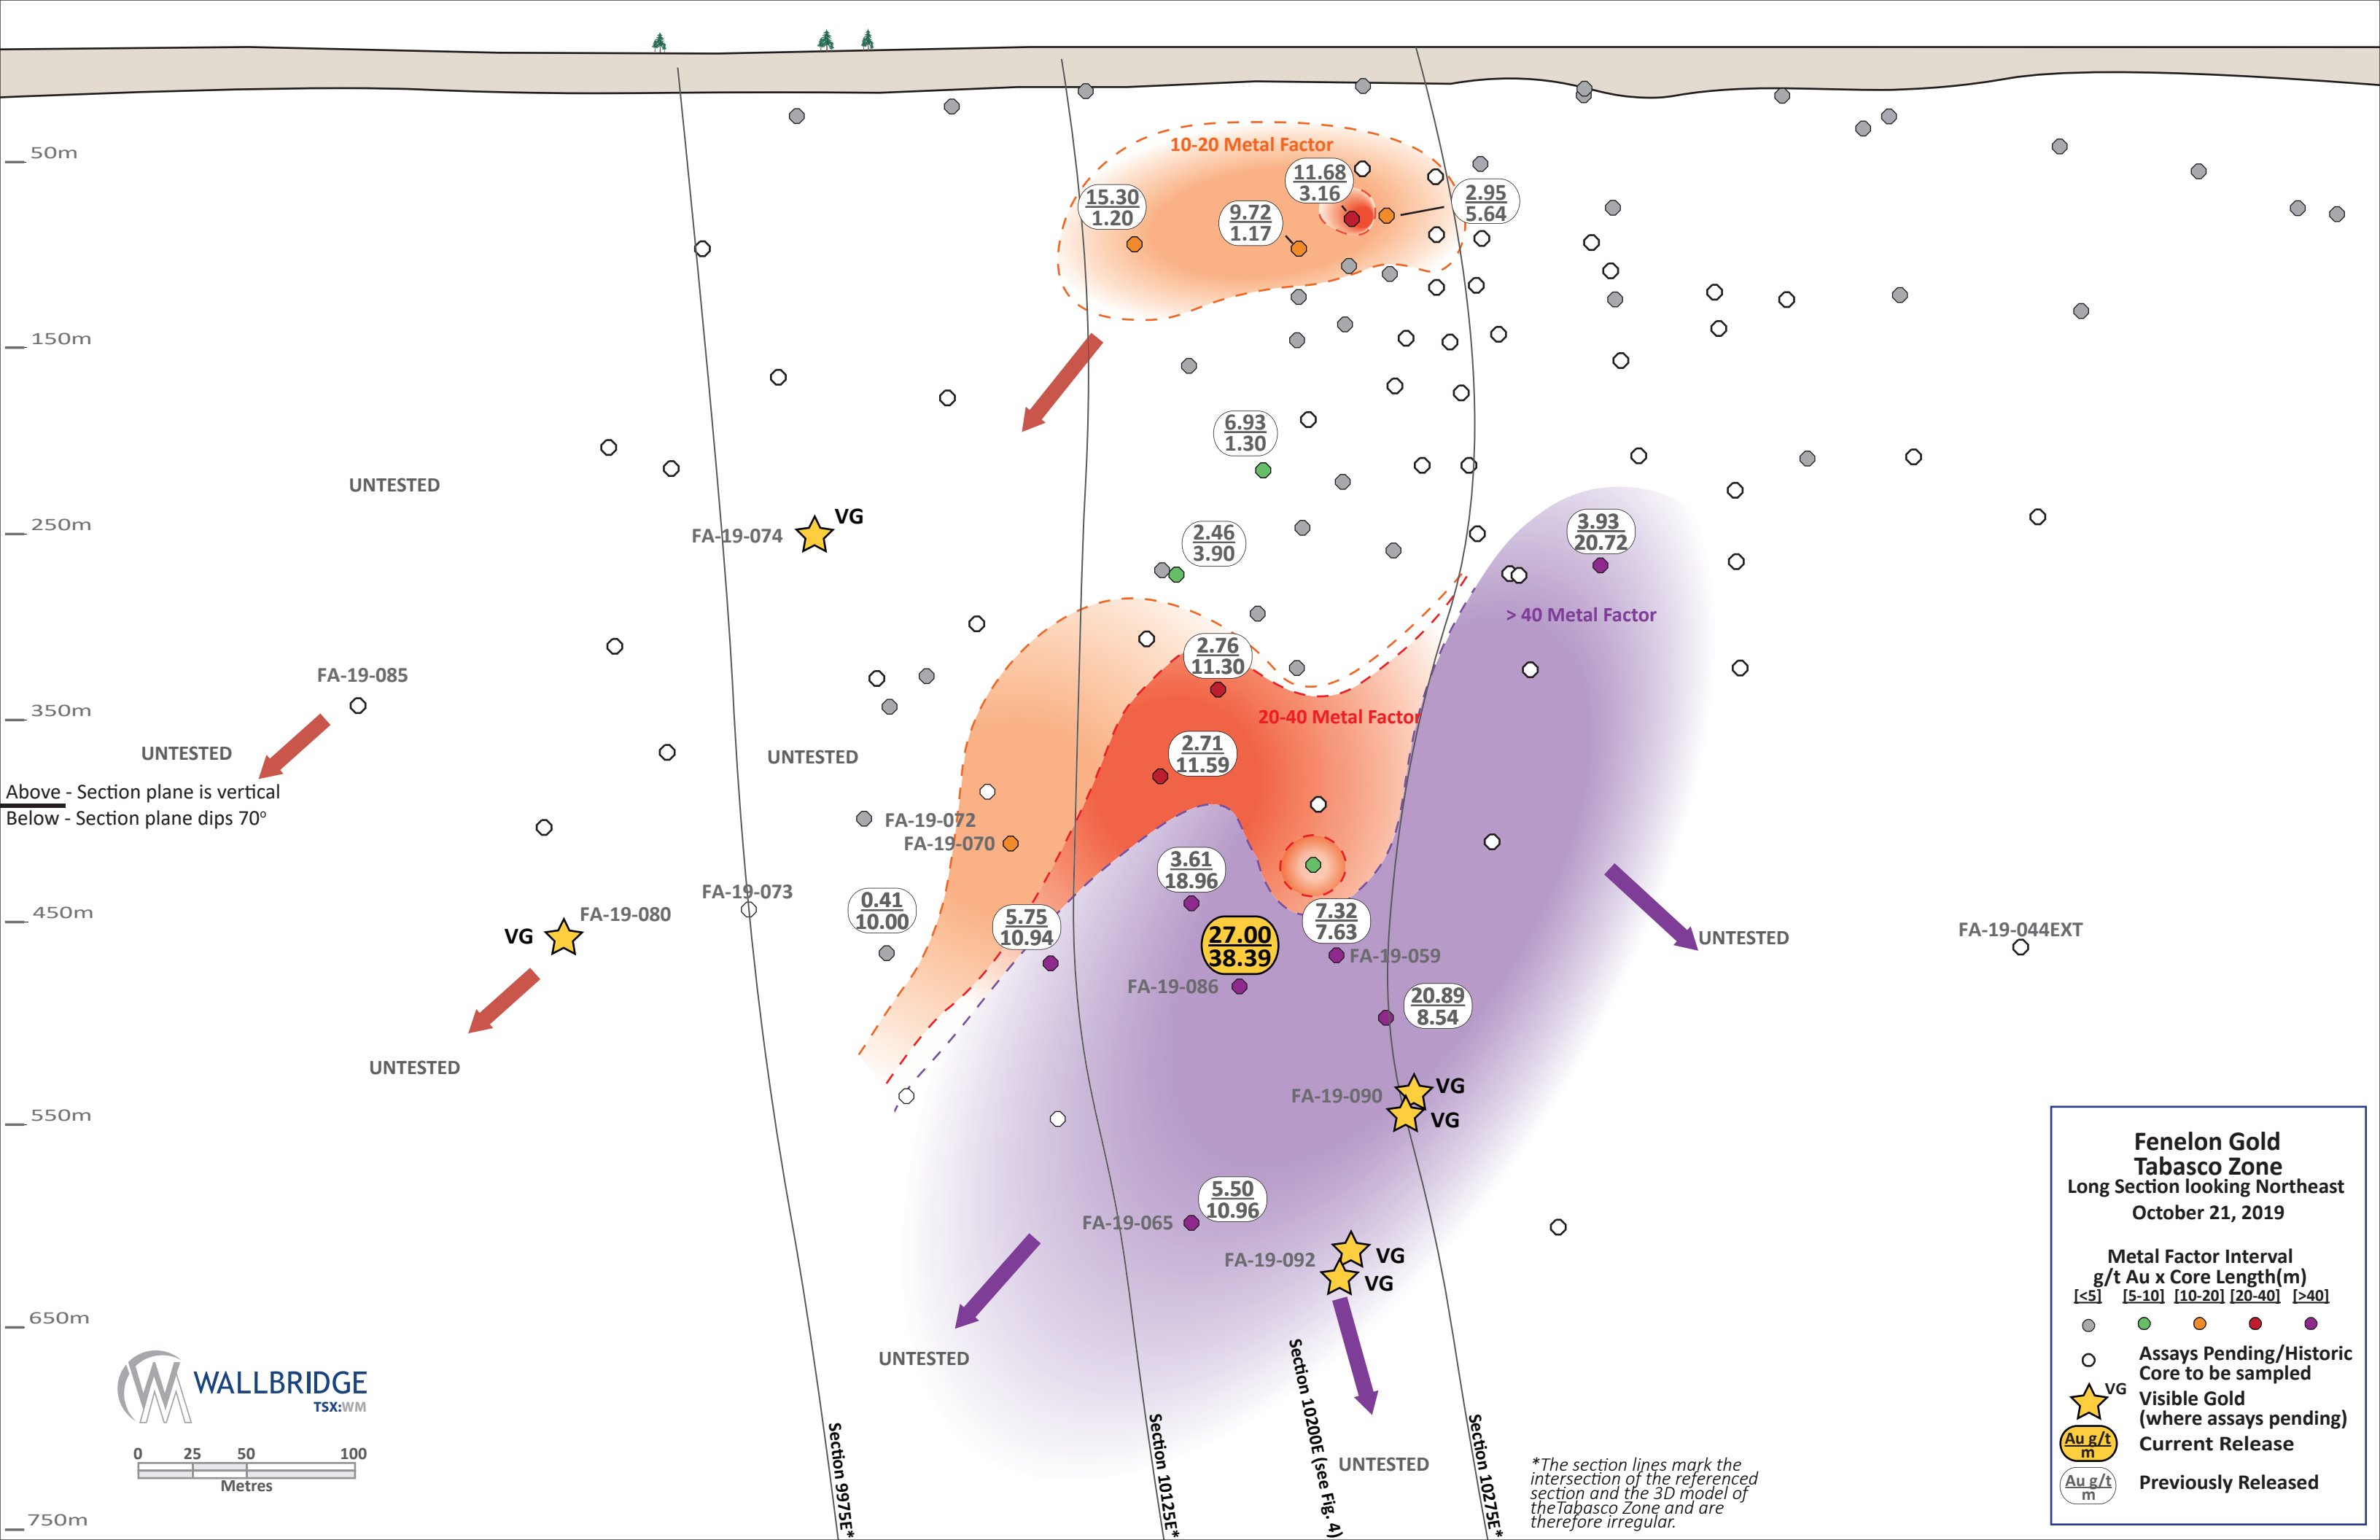 10-20 Metal Factor
50m
11.68
3.16
15.30
1.20
2.95
5.64
9.72
1.17
150m
6.93
1.30
UNTESTED
250m
VG
FA-19-074
2.46
3.90
3.93
20.72
> 40 Metal Factor
2.76
11.30
FA-19-085
350m
20-40 Metal Factor
UNTESTED
UNTESTED
2.71
11.59
Above - Section plane is vertical
Below - Section plane dips 70º
FA-19-072
FA-19-070
3.61
18.96
FA-19-073
0.41
10.00
450m
FA-19-080
VG
5.75
10.94
27.00
38.39
7.32
7.63
FA-19-059
UNTESTED
FA-19-044EXT
FA-19-086
20.89
8.54
UNTESTED
VG
FA-19-090
VG
550m
5.50
10.96
FA-19-065
VG
FA-19-092
VG
650m
UNTESTED
UNTESTED
Section 9975E*
Section 10125E*
Section 10200E (see Fig. 4)
Section 10275E*
*The section lines mark the
intersection of the referenced
section and the 3D model of
theTabasco Zone and are
therefore irregular.
WALLBRIDGE
TSX:WM
0 25 50 100
Metres
750m
Fenelon Gold
Tabasco Zone
Long Section looking Northeast
October 21, 2019
Metal Factor Interval
g/t Au x Core Length(m)
[<5] [5-10] [10-20] [20-40] [>40]
Assays Pending/Historic
Core to be sampled
VG
Visible Gold
(where assays pending)
Au g/t
m
Current Release
Au g/t
m
Previously Released